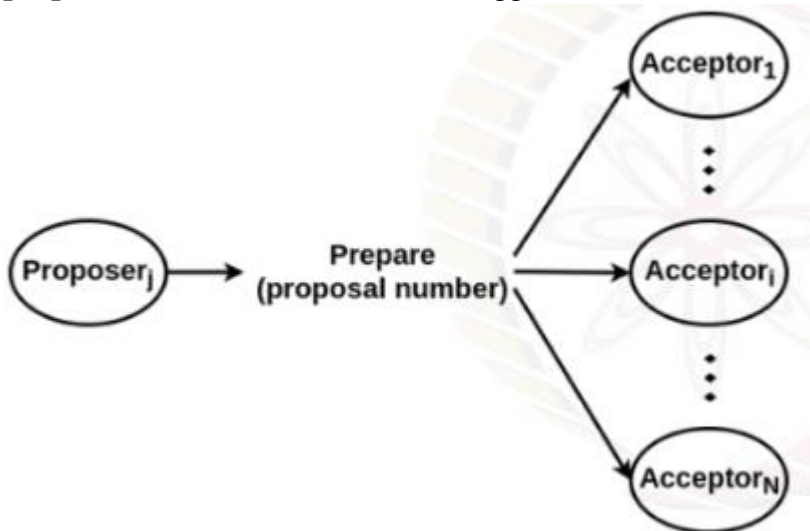 Acceptor1
Proposerj
Prepare
(proposal number)
Acceptori
AcceptorN